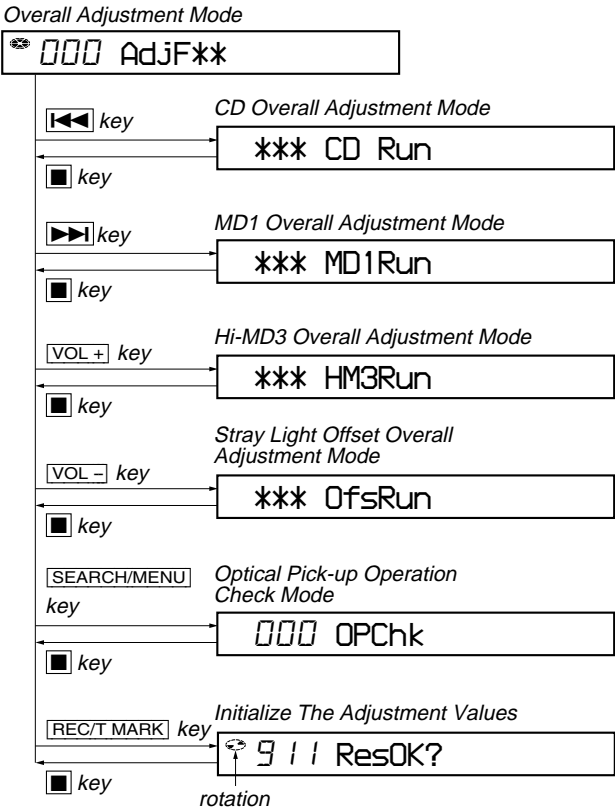 Overall Adjustment Mode
000 AdjF**
⏮ key
CD Overall Adjustment Mode
*** CD Run
■ key
⏭ key
MD1 Overall Adjustment Mode
*** MD1Run
■ key
VOL + key
Hi-MD3 Overall Adjustment Mode
*** HM3Run
■ key
VOL – key
Stray Light Offset Overall
Adjustment Mode
*** OfsRun
■ key
SEARCH/MENU
key
Optical Pick-up Operation
Check Mode
000 OPChk
■ key
REC/T MARK key
Initialize The Adjustment Values
911 ResOK?
■ key
rotation